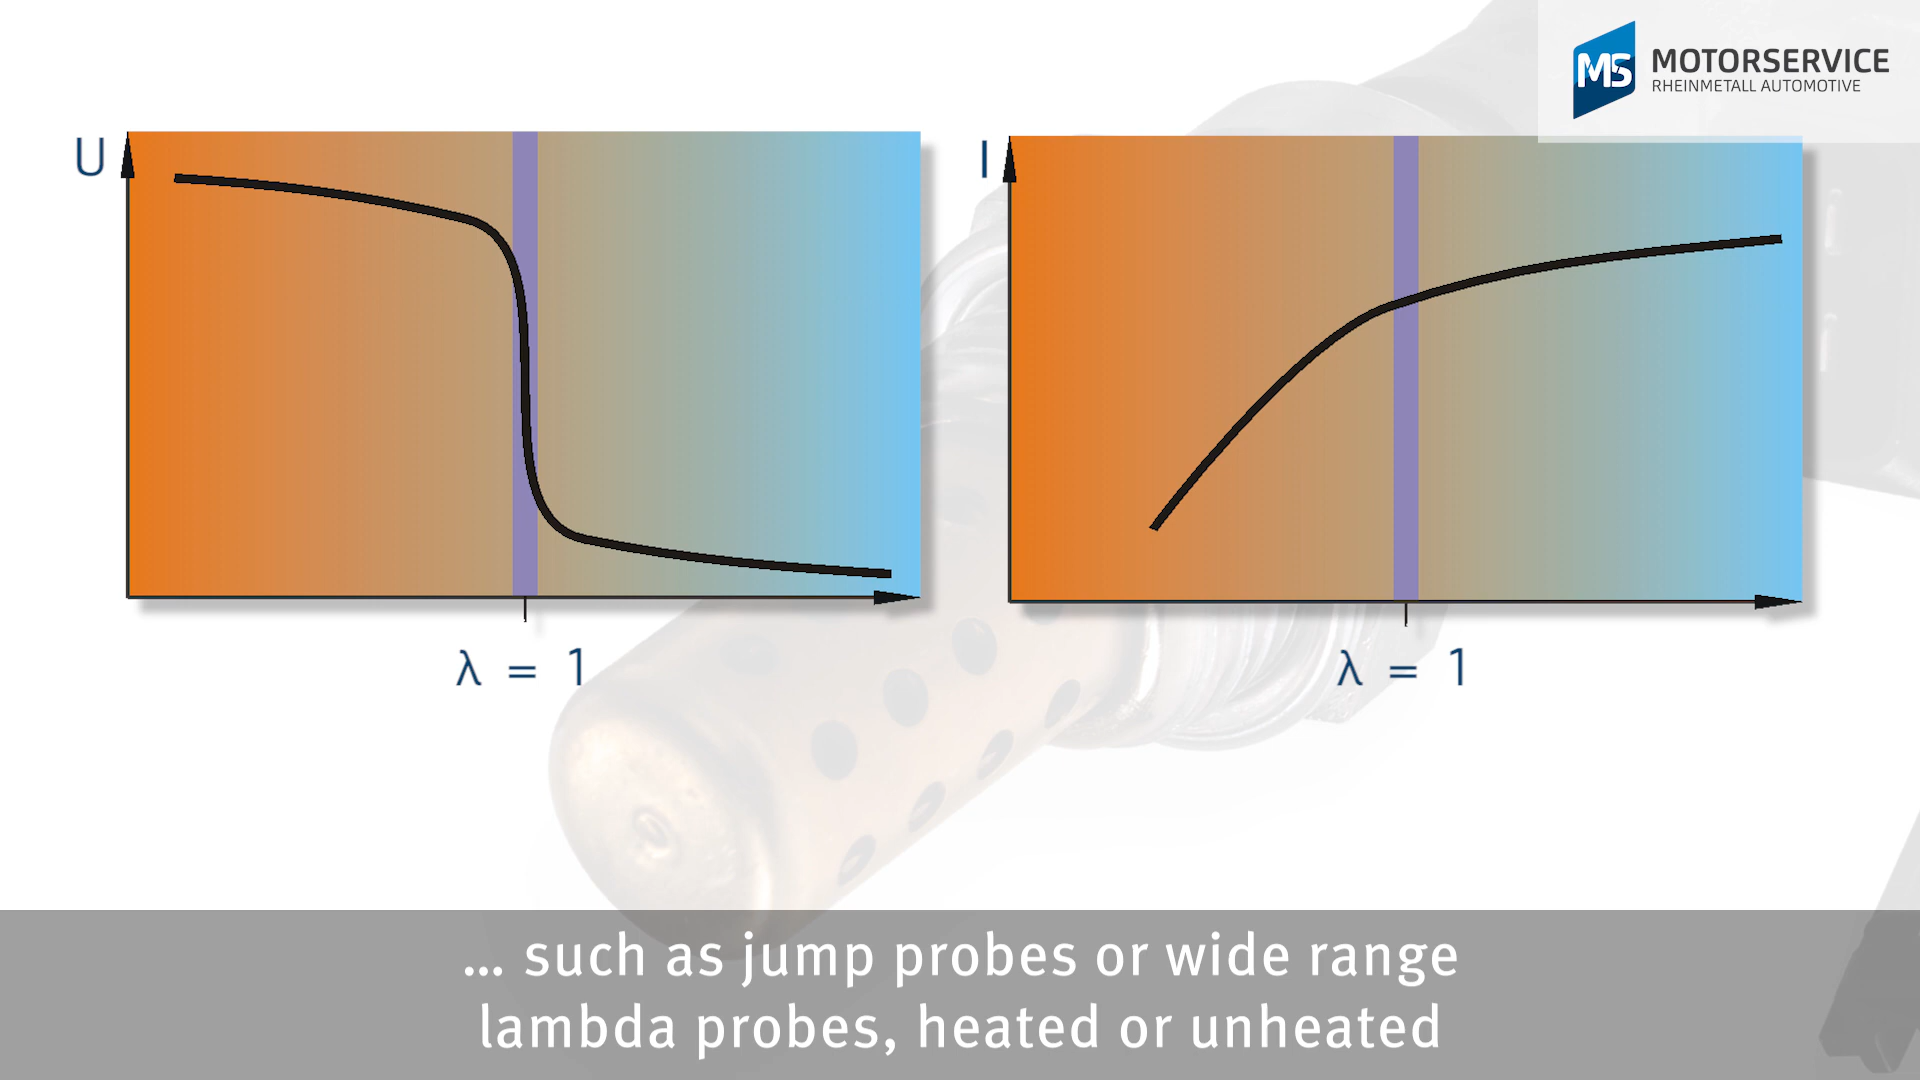 MS
MOTORSERVICE
RHEINMETALL AUTOMOTIVE
U
I
λ = 1
λ = 1
... such as jump probes or wide range
lambda probes, heated or unheated